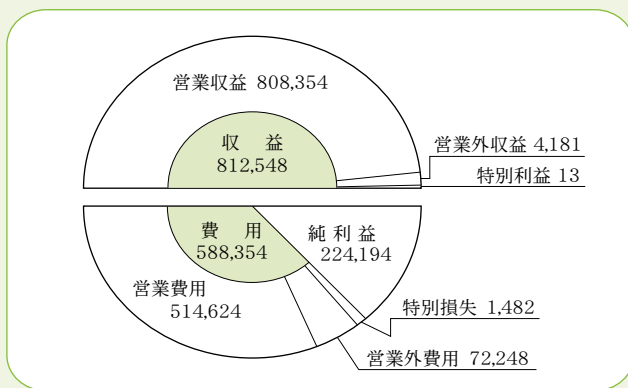 営業収益 808,354
収 益
812,548
営業外収益 4,181
特別利益 13
費 用
588,354
純利益
224,194
営業費用
514,624
特別損失 1,482
営業外費用 72,248